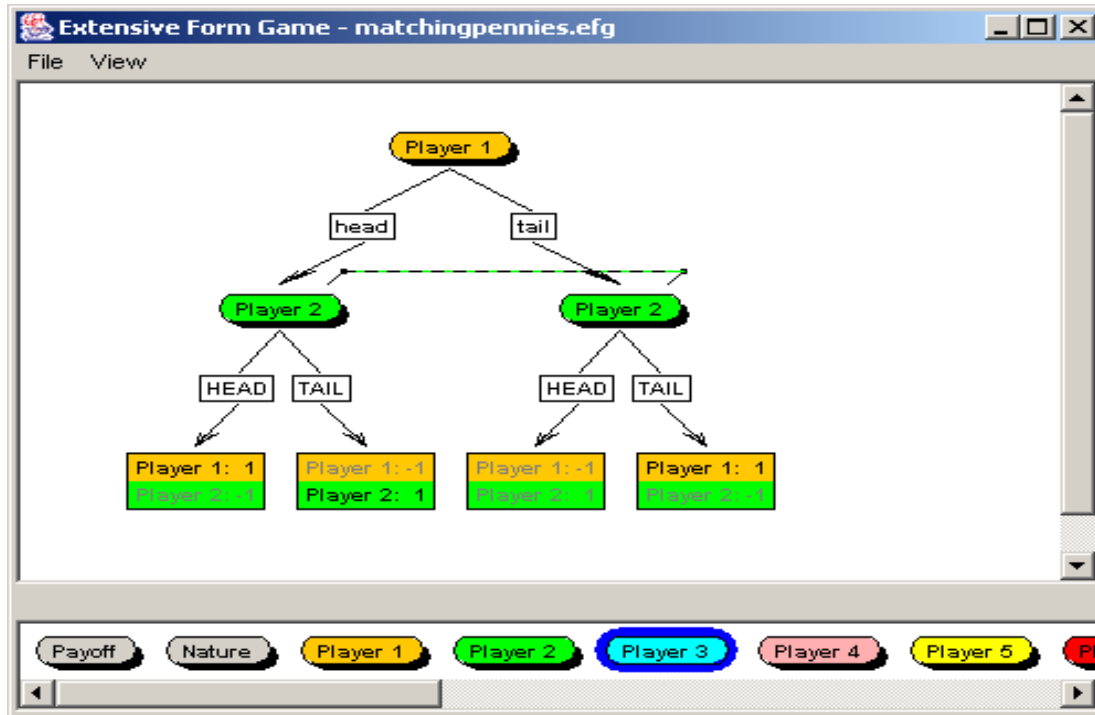 Extensive Form Game - matchingpennies.efg
File View
Player 1
head tail
Player 2 Player 2
HEAD TAIL HEAD TAIL
Player 1: 1 Player 1:-1 Player 1:-1 Player 1: 1
Player 2:-1 Player 2: 1 Player 2: 1 Player 2:-1
Payoff Nature Player 1 Player 2 Player 3 Player 4 Player 5